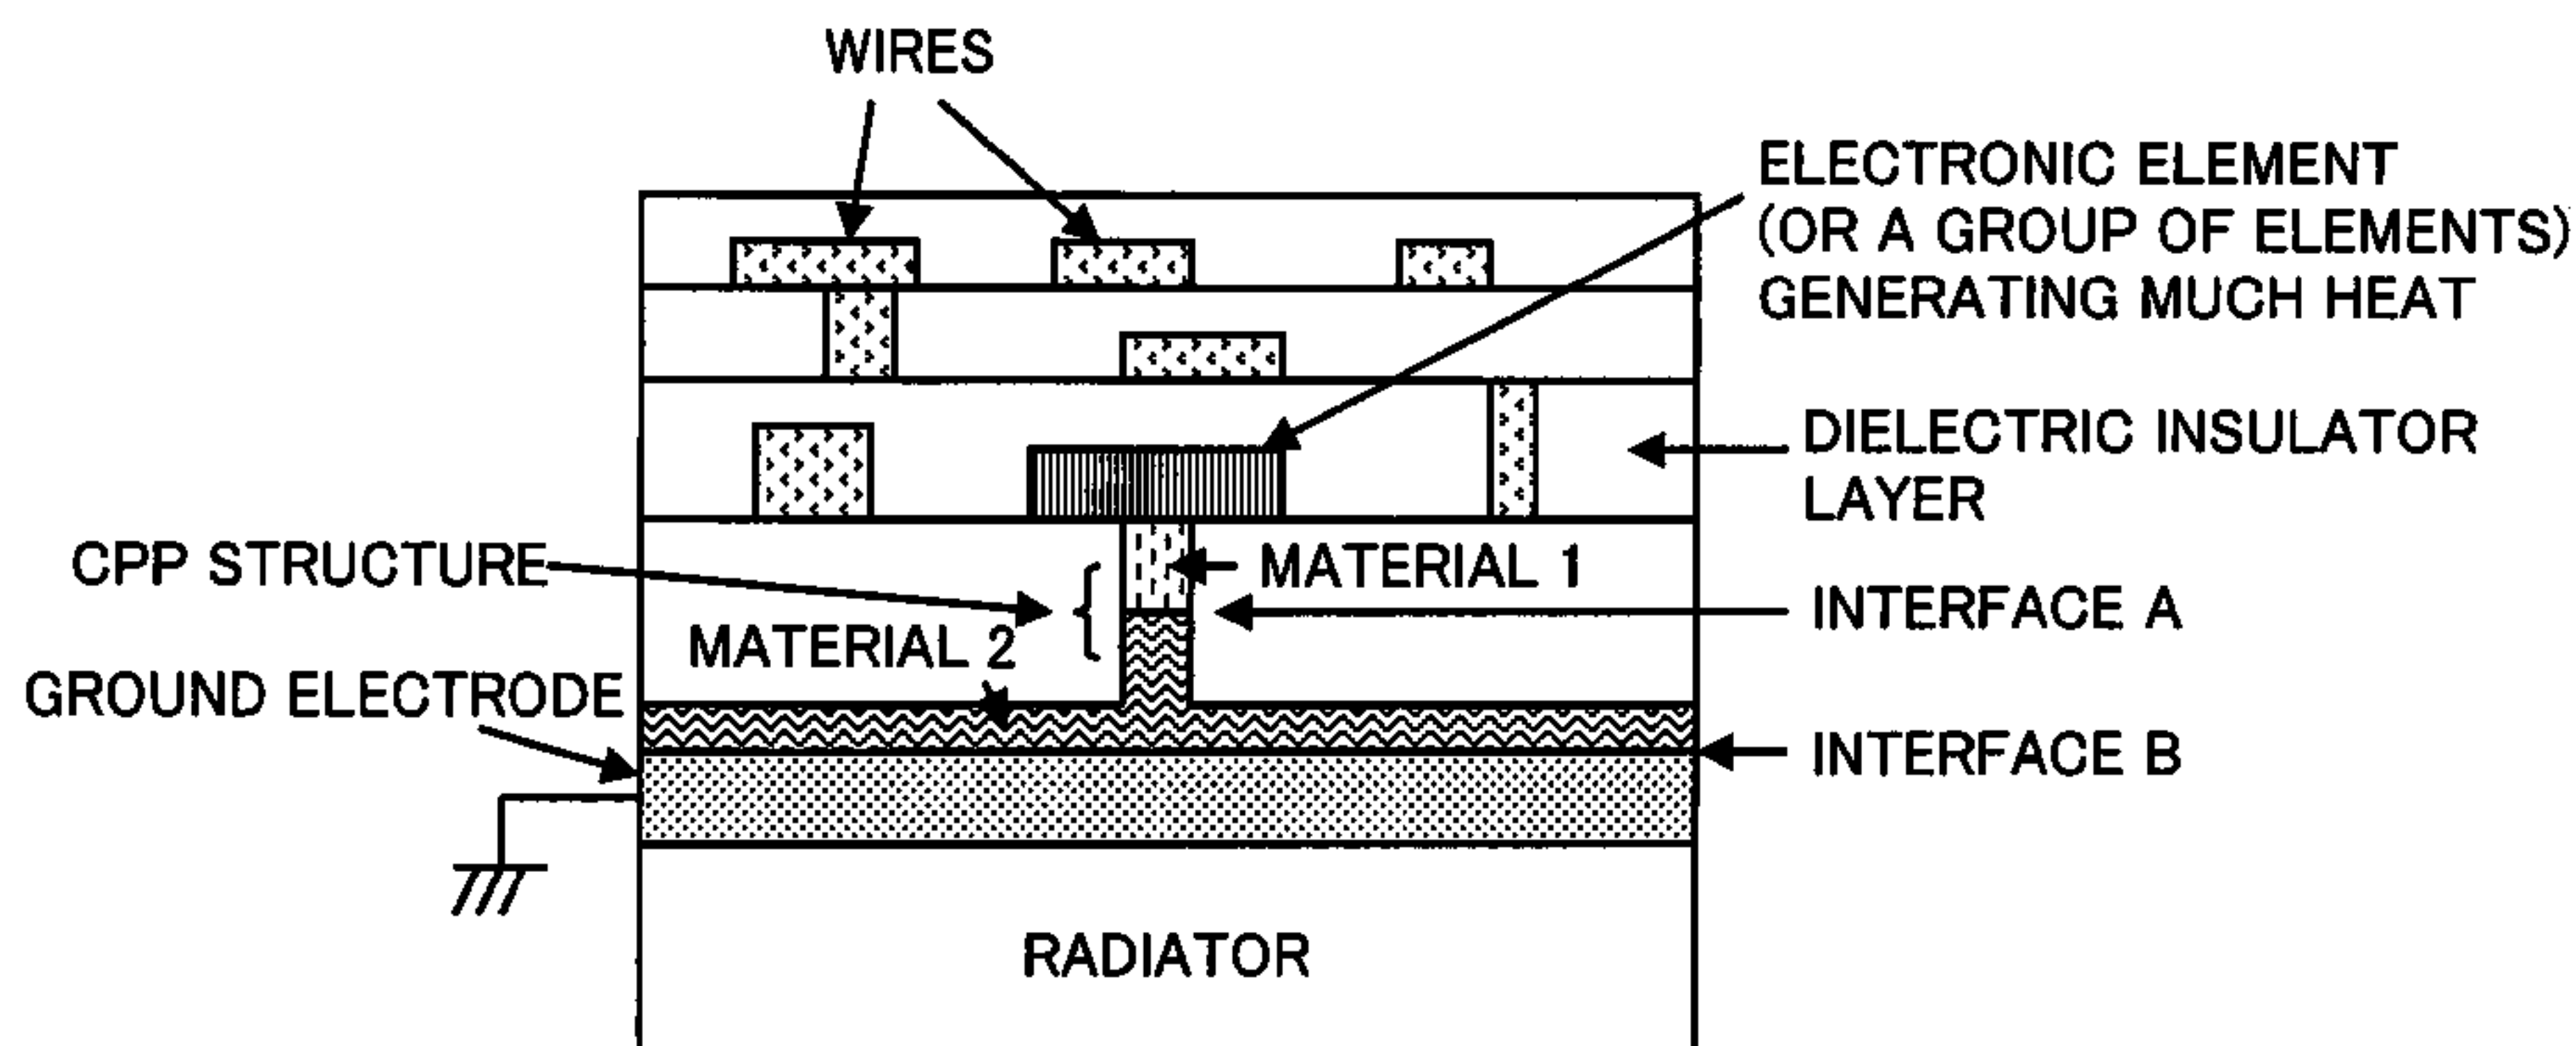 WIRES
ELECTRONIC ELEMENT
(OR A GROUP OF ELEMENTS)
GENERATING MUCH HEAT
DIELECTRIC INSULATOR
LAYER
CPP STRUCTURE
MATERIAL 1
INTERFACE A
MATERIAL 2
GROUND ELECTRODE
INTERFACE B
RADIATOR